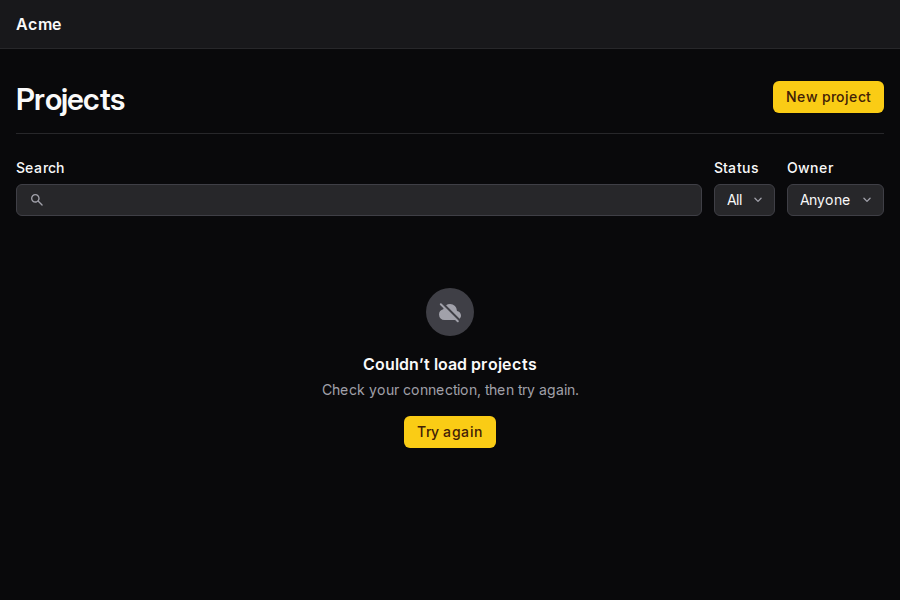 Acme
Projects
New project
Search
Status
Owner
All
Anyone
Couldn’t load projects
Check your connection, then try again.
Try again